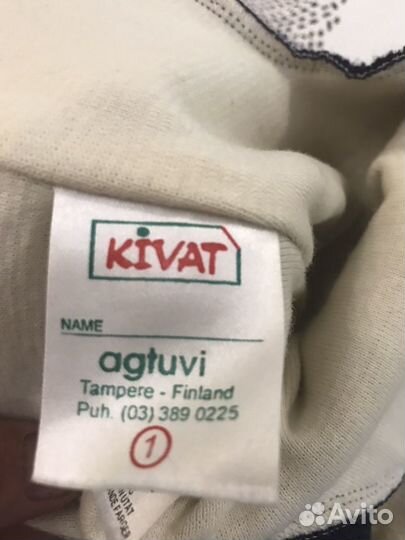 KiVAT
NAME
agtuvi
Tampere - Finland
Puh. (03) 389 0225
1
Avito